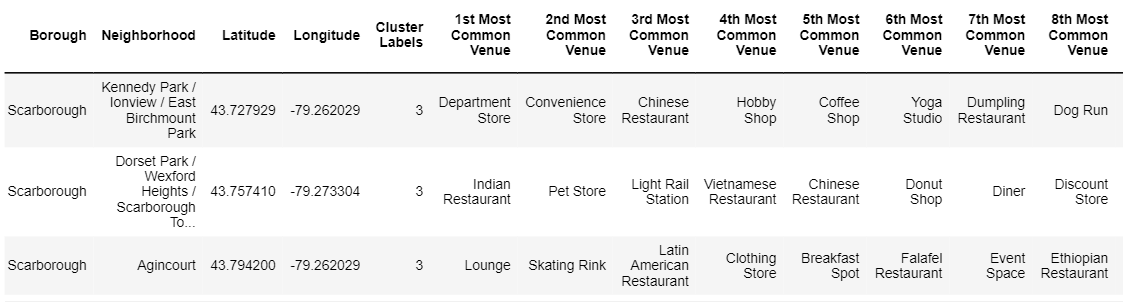 Borough Neighborhood Latitude Longitude Cluster Labels 1st Most Common Venue 2nd Most Common Venue 3rd Most Common Venue 4th Most Common Venue 5th Most Common Venue 6th Most Common Venue 7th Most Common Venue 8th Most Common Venue
Scarborough Kennedy Park / Ionview / East Birchmount Park 43.727929 -79.262029 3 Department Store Convenience Store Chinese Restaurant Hobby Shop Coffee Shop Yoga Studio Dumpling Restaurant Dog Run
Scarborough Dorset Park / Wexford Heights / Scarborough To... 43.757410 -79.273304 3 Indian Restaurant Pet Store Light Rail Station Vietnamese Restaurant Chinese Restaurant Donut Shop Diner Discount Store
Scarborough Agincourt 43.794200 -79.262029 3 Lounge Skating Rink Latin American Restaurant Clothing Store Breakfast Spot Falafel Restaurant Event Space Ethiopian Restaurant